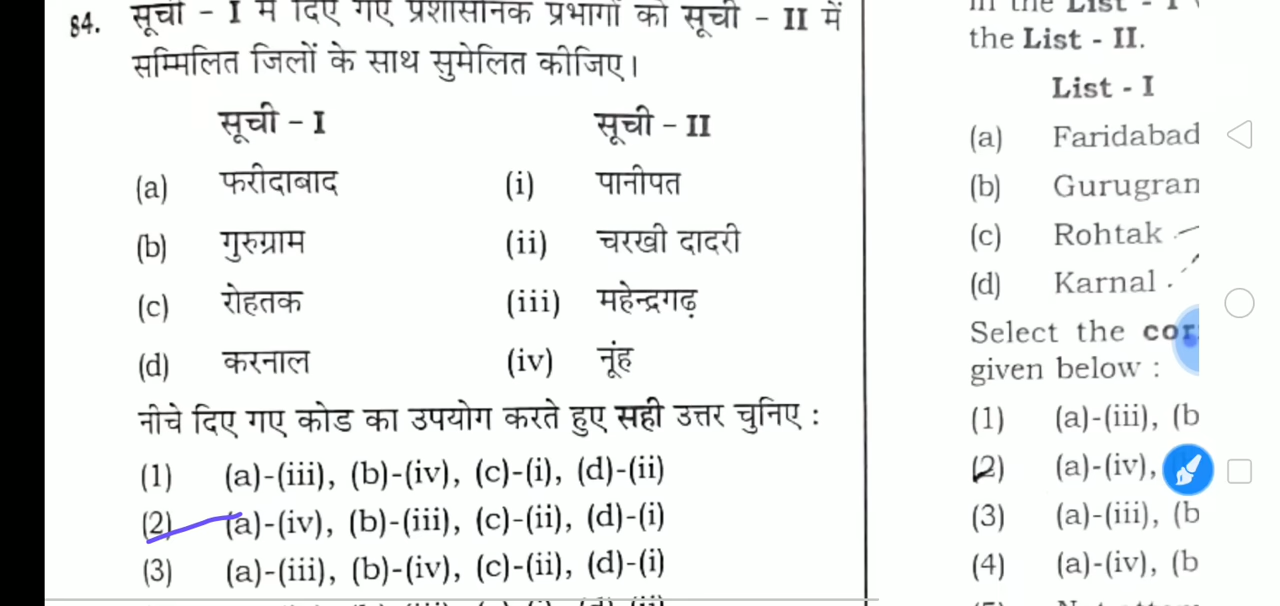 84. सूची - I में दिए गए प्रशासनिक प्रभागों को सूची - II में
सम्मिलित जिलों के साथ सुमेलित कीजिए।
सूची - I सूची - II
(a) फरीदाबाद (i) पानीपत
(b) गुरुग्राम (ii) चरखी दादरी
(c) रोहतक (iii) महेन्द्रगढ़
(d) करनाल (iv) नूंह
नीचे दिए गए कोड का उपयोग करते हुए सही उत्तर चुनिए :
(1) (a)-(iii), (b)-(iv), (c)-(i), (d)-(ii)
(2) (a)-(iv), (b)-(iii), (c)-(ii), (d)-(i)
(3) (a)-(iii), (b)-(iv), (c)-(ii), (d)-(i)
in the List - I
the List - II.
List - I
(a) Faridabad
(b) Gurugran
(c) Rohtak
(d) Karnal
Select the cor
given below :
(1) (a)-(iii), (b
(2) (a)-(iv),
(3) (a)-(iii), (b
(4) (a)-(iv), (b